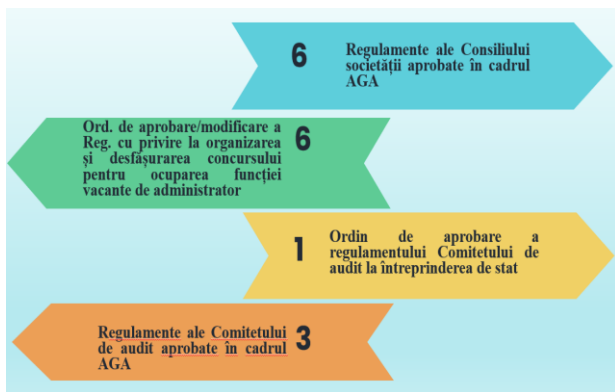 6
Regulamente ale Consiliului
societății aprobate în cadrul
AGA
Ord. de aprobare/modificare a
Reg. cu privire la organizarea
și desfășurarea concursului
pentru ocuparea funcției
vacante de administrator
6
1
Ordin de aprobare a
regulamentului Comitetului de
audit la întreprinderea de stat
Regulamente ale Comitetului
de audit aprobate în cadrul
AGA
3